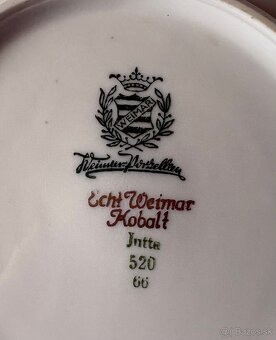 WEIMAR
Weimar-Porzellan
Echt Weimar
Kobalt
Jutta
520
66